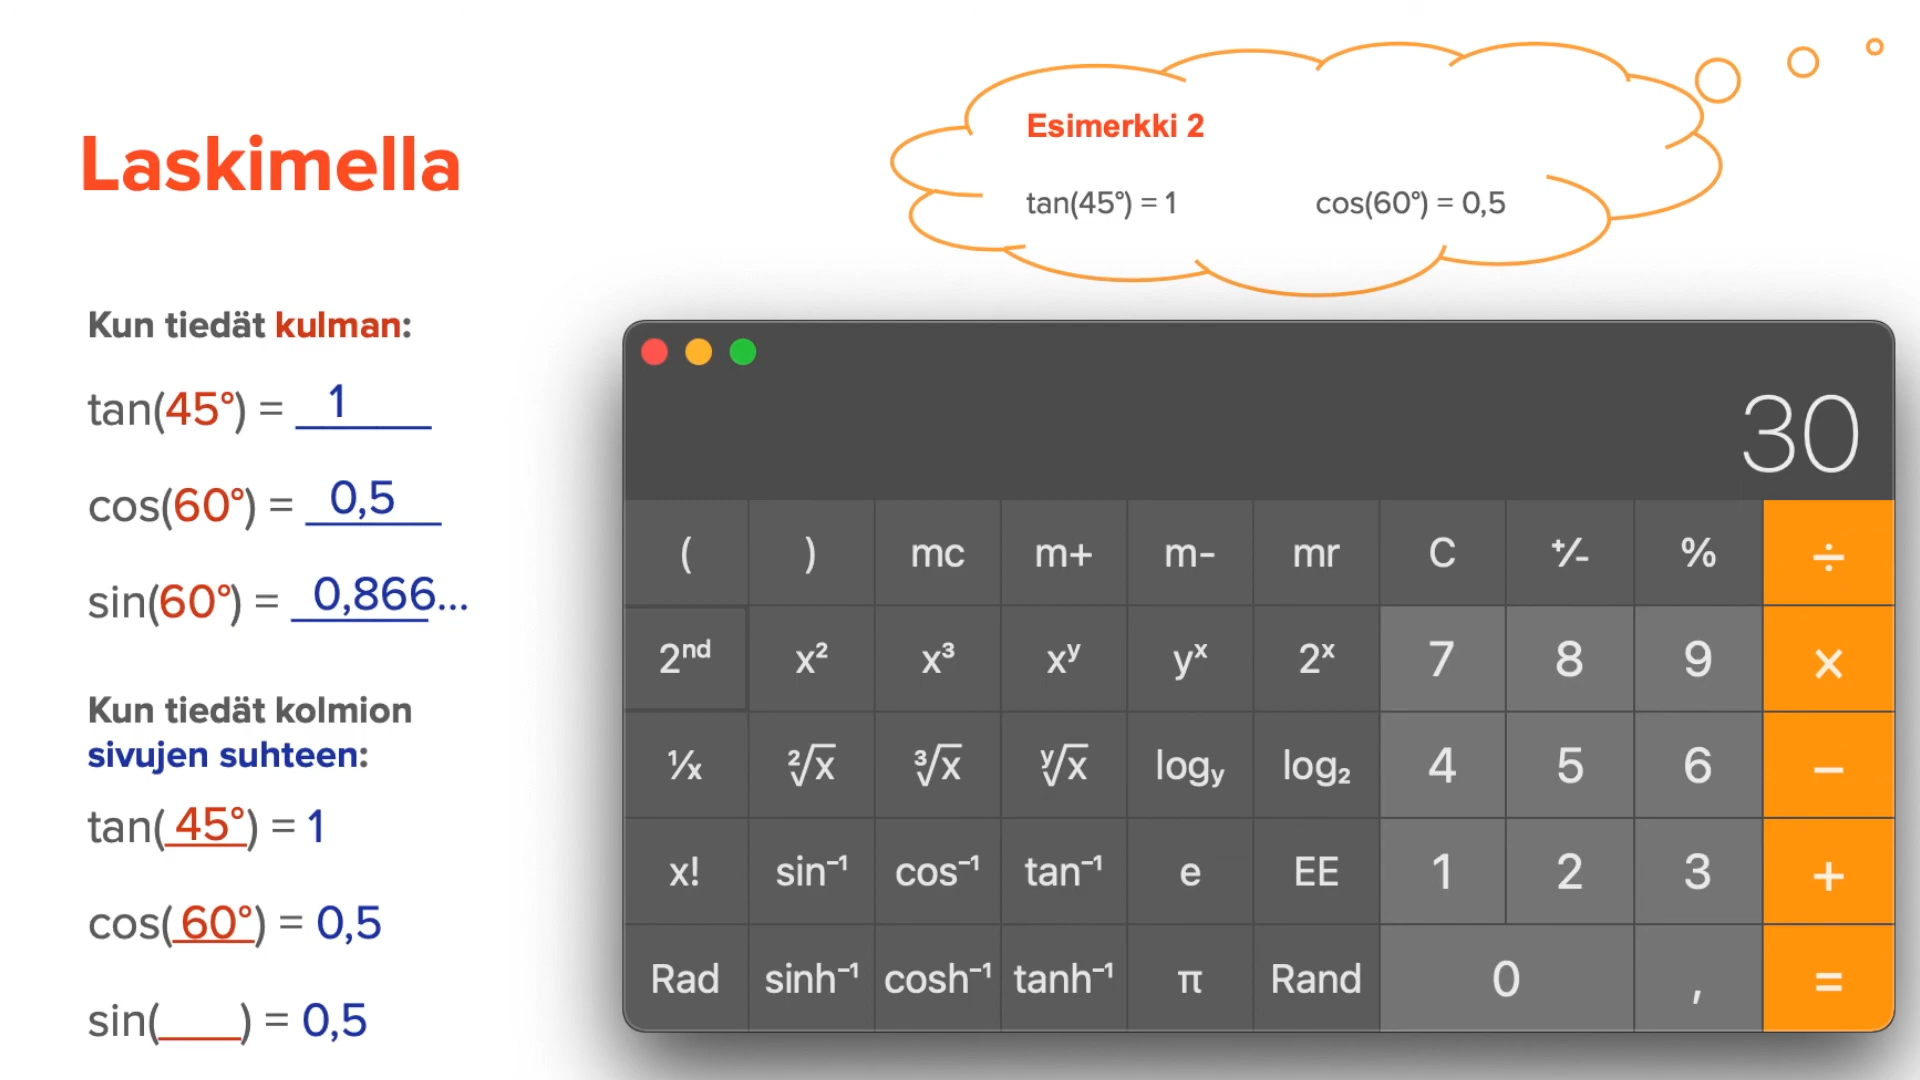 Laskimella
Esimerkki 2
tan(45°) = 1 cos(60°) = 0,5
Kun tiedät kulman:
tan(45°) = 1
cos(60°) = 0,5
sin(60°) = 0,866...
Kun tiedät kolmion
sivujen suhteen:
tan(45°) = 1
cos(60°) = 0,5
sin(____) = 0,5
30
( ) mc m+ m- mr C ⁺∕₋ % ÷
2ⁿᵈ x² x³ xʸ yˣ 2ˣ 7 8 9 ×
¹∕x ²√x ³√x ʸ√x logᵧ log₂ 4 5 6 −
x! sin⁻¹ cos⁻¹ tan⁻¹ e EE 1 2 3 +
Rad sinh⁻¹ cosh⁻¹ tanh⁻¹ π Rand 0 , =